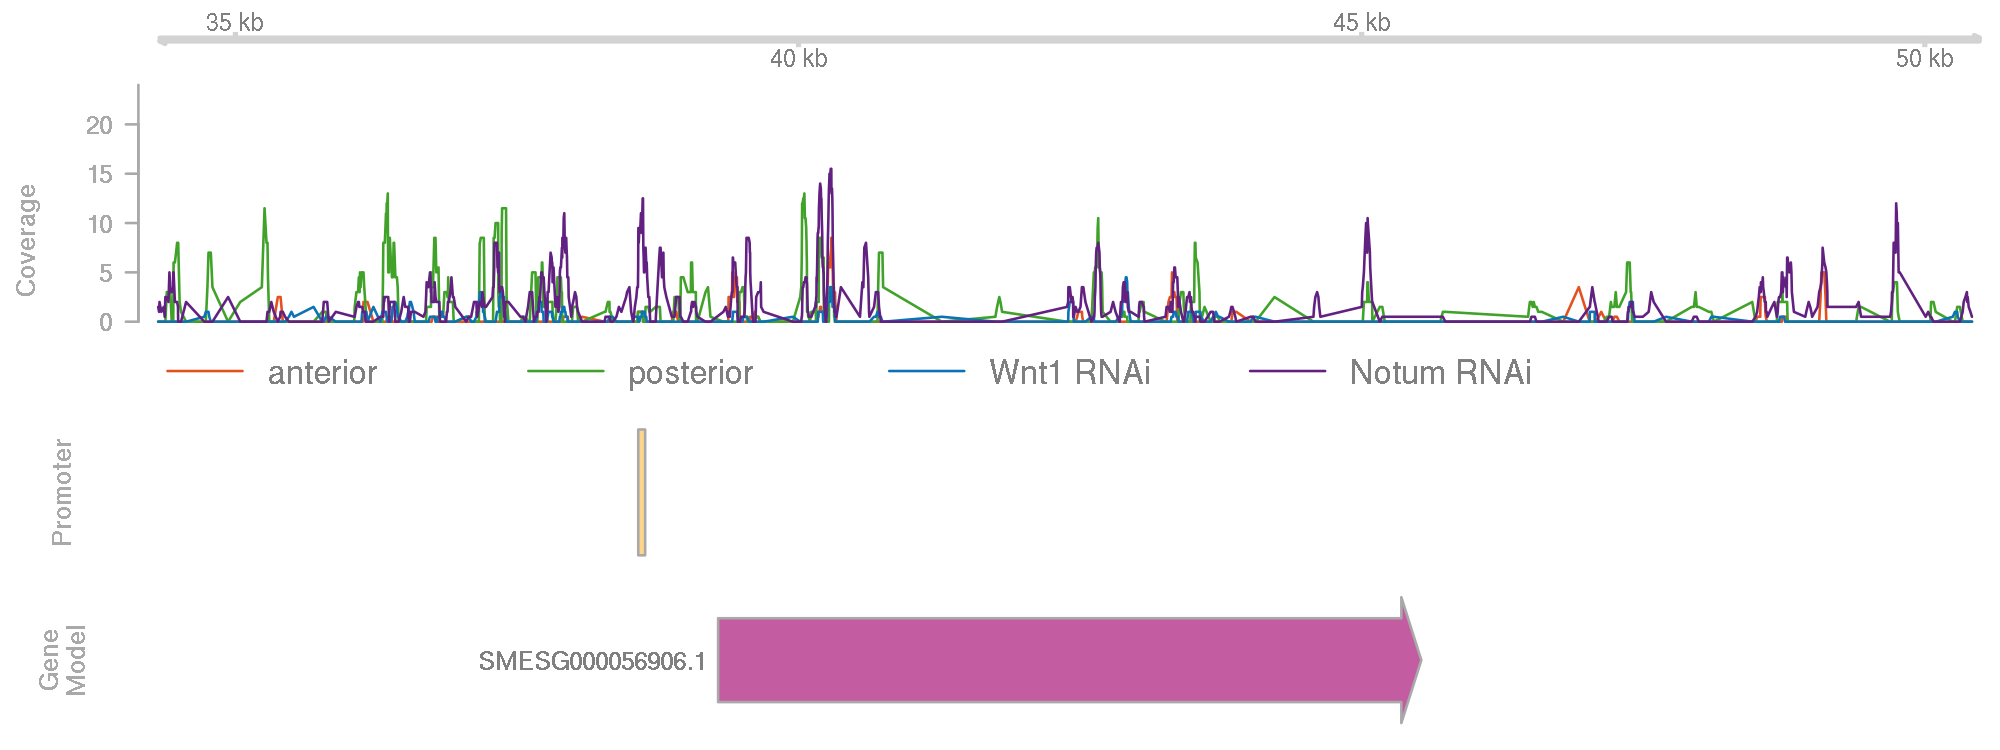 35 kb
45 kb
40 kb
50 kb
Coverage
20
15
10
5
0
anterior
posterior
Wnt1 RNAi
Notum RNAi
Promoter
Gene
Model
SMESG000056906.1